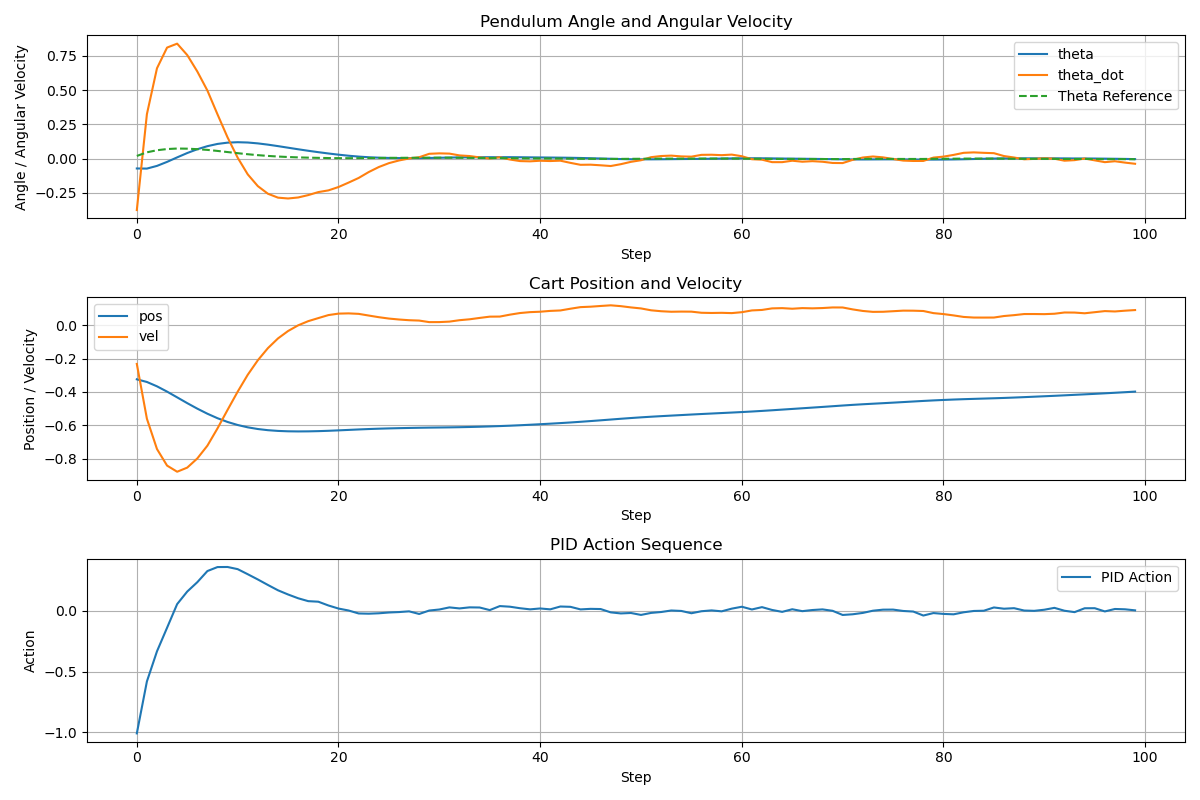 Pendulum Angle and Angular Velocity
Angle / Angular Velocity
0.75
0.50
0.25
0.00
−0.25
theta
theta_dot
Theta Reference
0 20 40 60 80 100
Step
Cart Position and Velocity
Position / Velocity
0.0
−0.2
−0.4
−0.6
−0.8
pos
vel
0 20 40 60 80 100
Step
PID Action Sequence
Action
0.0
−0.5
−1.0
PID Action
0 20 40 60 80 100
Step